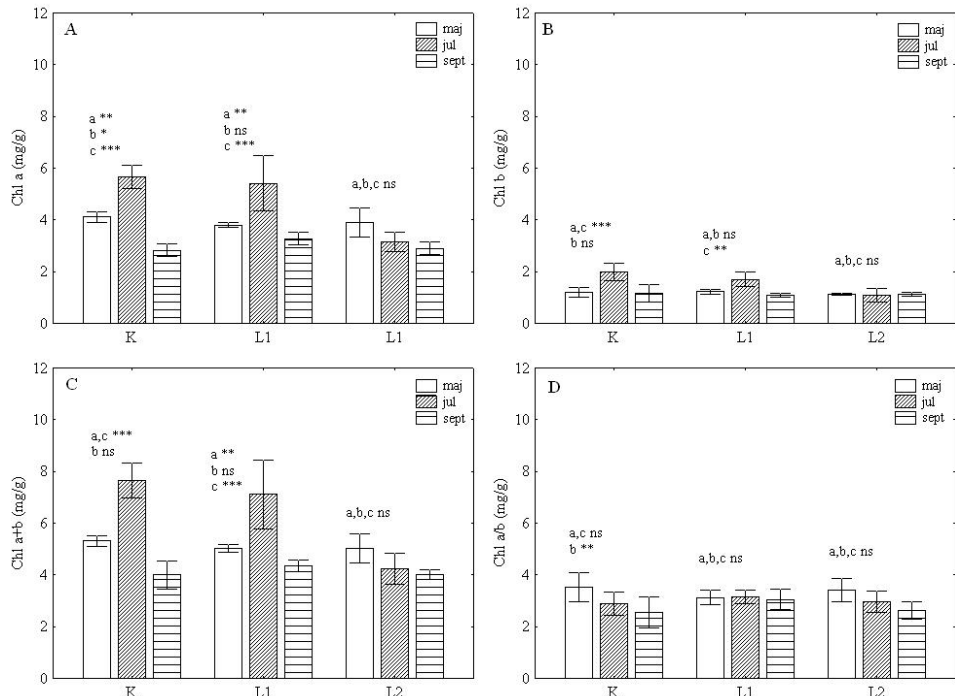 A
maj
jul
sept
a **
b *
c ***
a **
b ns
c ***
a,b,c ns
Chl a (mg/g)
12
10
8
6
4
2
0
K
L1
L1
B
maj
jul
sept
a,c ***
b ns
a,b ns
c **
a,b,c ns
Chl b (mg/g)
12
10
8
6
4
2
0
K
L1
L2
C
maj
jul
sept
a,c ***
b ns
a **
b ns
c ***
a,b,c ns
Chl a+b (mg/g)
12
10
8
6
4
2
0
K
L1
L2
D
maj
jul
sept
a,c ns
b **
a,b,c ns
a,b,c ns
Chl a/b (mg/g)
12
10
8
6
4
2
0
K
L1
L2